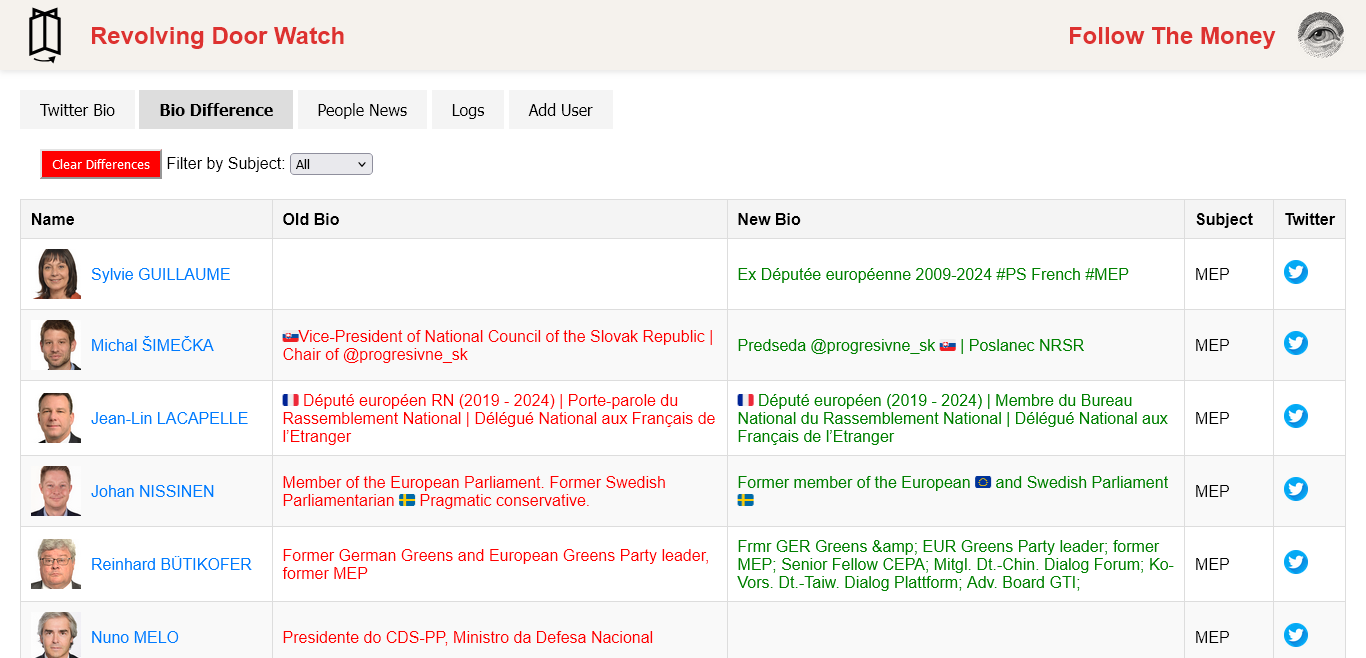 Revolving Door Watch
Follow The Money
Twitter Bio
Bio Difference
People News
Logs
Add User
Clear Differences
Filter by Subject:
All
Name
Old Bio
New Bio
Subject
Twitter
Sylvie GUILLAUME
Ex Députée européenne 2009-2024 #PS French #MEP
MEP
Michal ŠIMEČKA
🇸🇰Vice-President of National Council of the Slovak Republic |
Chair of @progresivne_sk
Predseda @progresivne_sk 🇸🇰 | Poslanec NRSR
MEP
Jean-Lin LACAPELLE
🇫🇷 Député européen RN (2019 - 2024) | Porte-parole du
Rassemblement National | Délégué National aux Français de
l’Etranger
🇫🇷 Député européen (2019 - 2024) | Membre du Bureau
National du Rassemblement National | Délégué National aux
Français de l’Etranger
MEP
Johan NISSINEN
Member of the European Parliament. Former Swedish
Parliamentarian 🇸🇪 Pragmatic conservative.
Former member of the European 🇪🇺 and Swedish Parliament
🇸🇪
MEP
Reinhard BÜTIKOFER
Former German Greens and European Greens Party leader,
former MEP
Frmr GER Greens &amp; EUR Greens Party leader; former
MEP; Senior Fellow CEPA; Mitgl. Dt.-Chin. Dialog Forum; Ko-
Vors. Dt.-Taiw. Dialog Plattform; Adv. Board GTI;
MEP
Nuno MELO
Presidente do CDS-PP, Ministro da Defesa Nacional
MEP